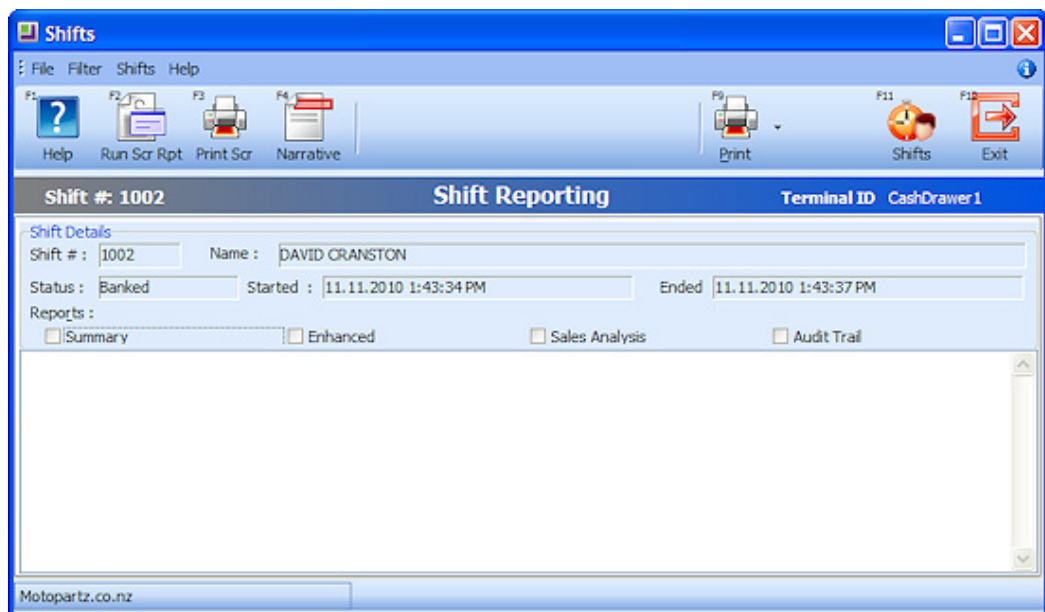 Shifts
File Filter Shifts Help
F1 F2 F3 F4 F9 F11 F12
? Help Run Scr Rpt Print Scr Narrative Print Shifts Exit
Shift #: 1002 Shift Reporting Terminal ID CashDrawer1
Shift Details
Shift # : 1002 Name : DAVID CRANSTON
Status : Banked Started : 11.11.2010 1:43:34 PM Ended 11.11.2010 1:43:37 PM
Reports :
Summary Enhanced Sales Analysis Audit Trail
Motopartz.co.nz